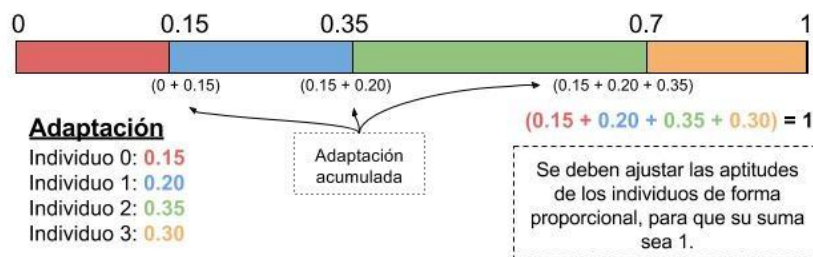 0 0.15 0.35 0.7 1
(0 + 0.15) (0.15 + 0.20) (0.15 + 0.20 + 0.35)
Adaptación
Individuo 0: 0.15
Individuo 1: 0.20
Individuo 2: 0.35
Individuo 3: 0.30
Adaptación
acumulada
(0.15 + 0.20 + 0.35 + 0.30) = 1
Se deben ajustar las aptitudes
de los individuos de forma
proporcional, para que su suma
sea 1.